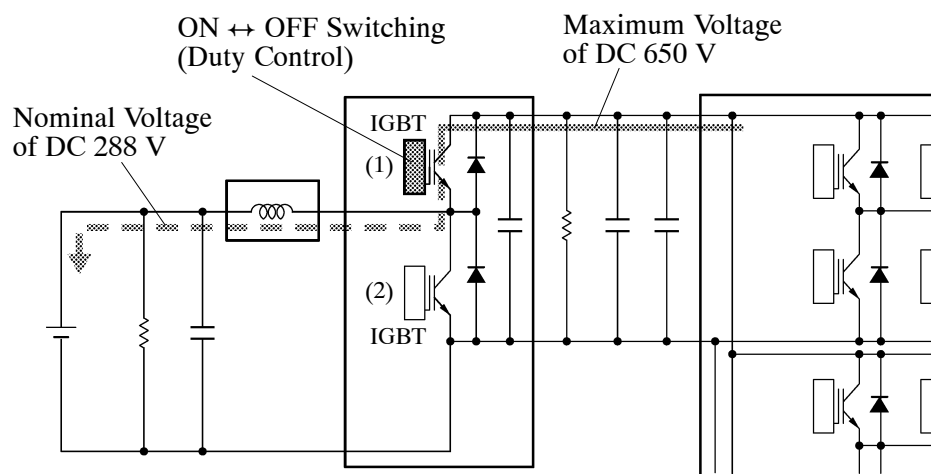 ON ↔ OFF Switching
(Duty Control)
Maximum Voltage
of DC 650 V
Nominal Voltage
of DC 288 V
IGBT
(1)
(2)
IGBT